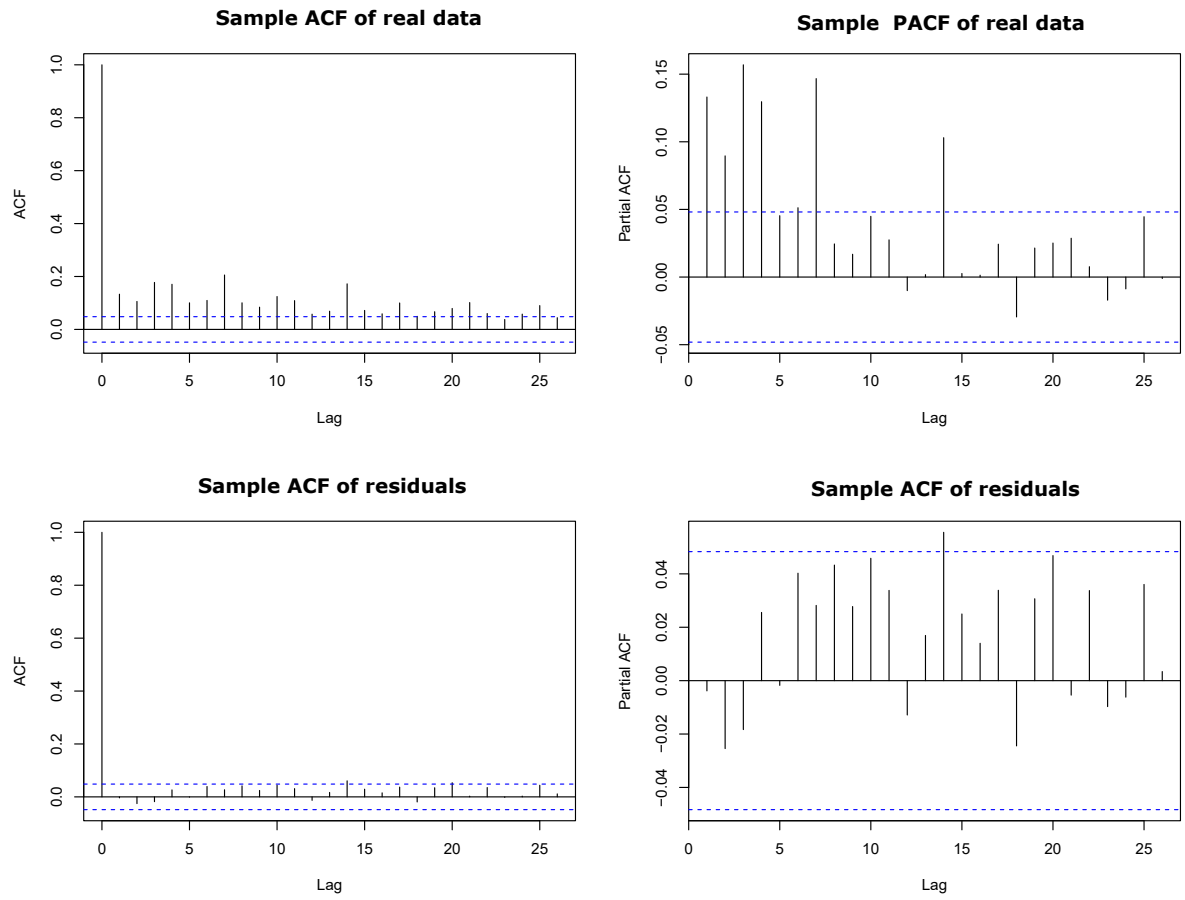 Sample ACF of real data
ACF
0.0 0.2 0.4 0.6 0.8 1.0
0 5 10 15 20 25
Lag
Sample  PACF of real data
Partial ACF
−0.05 0.00 0.05 0.10 0.15
0 5 10 15 20 25
Lag
Sample ACF of residuals
ACF
0.0 0.2 0.4 0.6 0.8 1.0
0 5 10 15 20 25
Lag
Sample ACF of residuals
Partial ACF
−0.04 −0.02 0.00 0.02 0.04
0 5 10 15 20 25
Lag